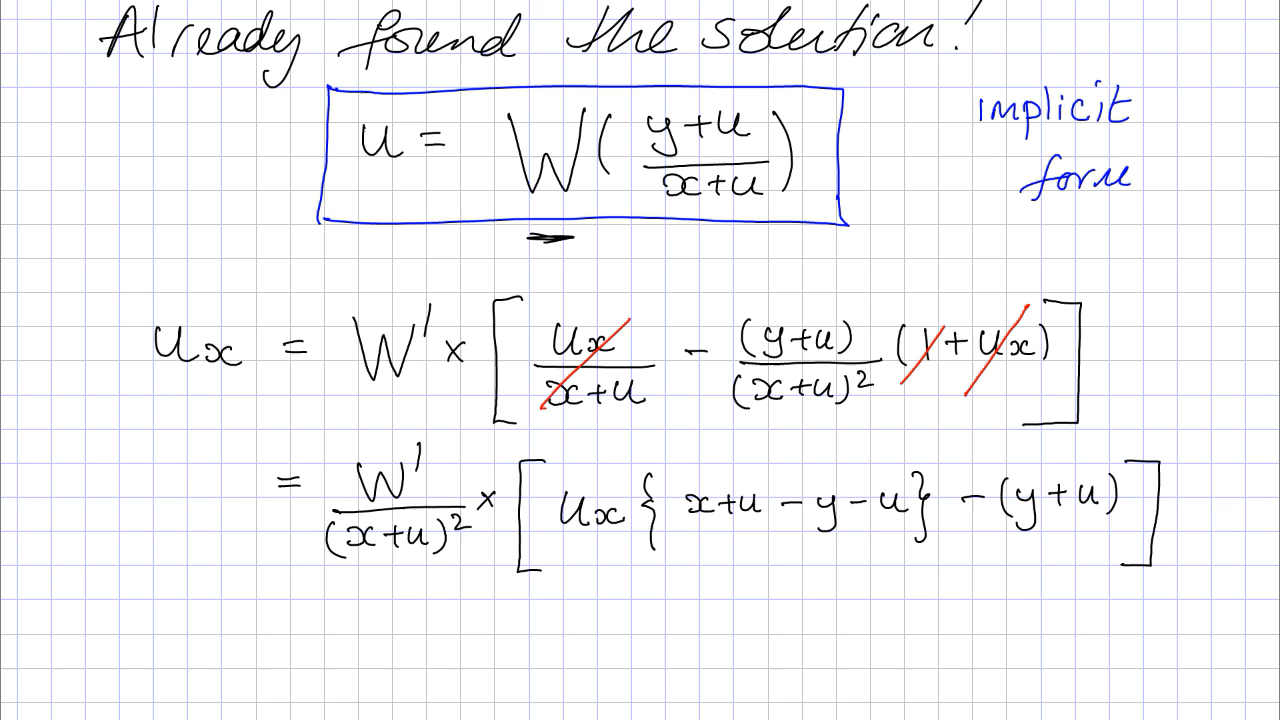 Already found the solution!
u = W( (y+u)/(x+u) )
implicit
form
u_x = W' × [ u_x/(x+u) - (y+u)/(x+u)² (1+u_x) ]
= W'/(x+u)² × [ u_x { x+u-y-u } - (y+u) ]